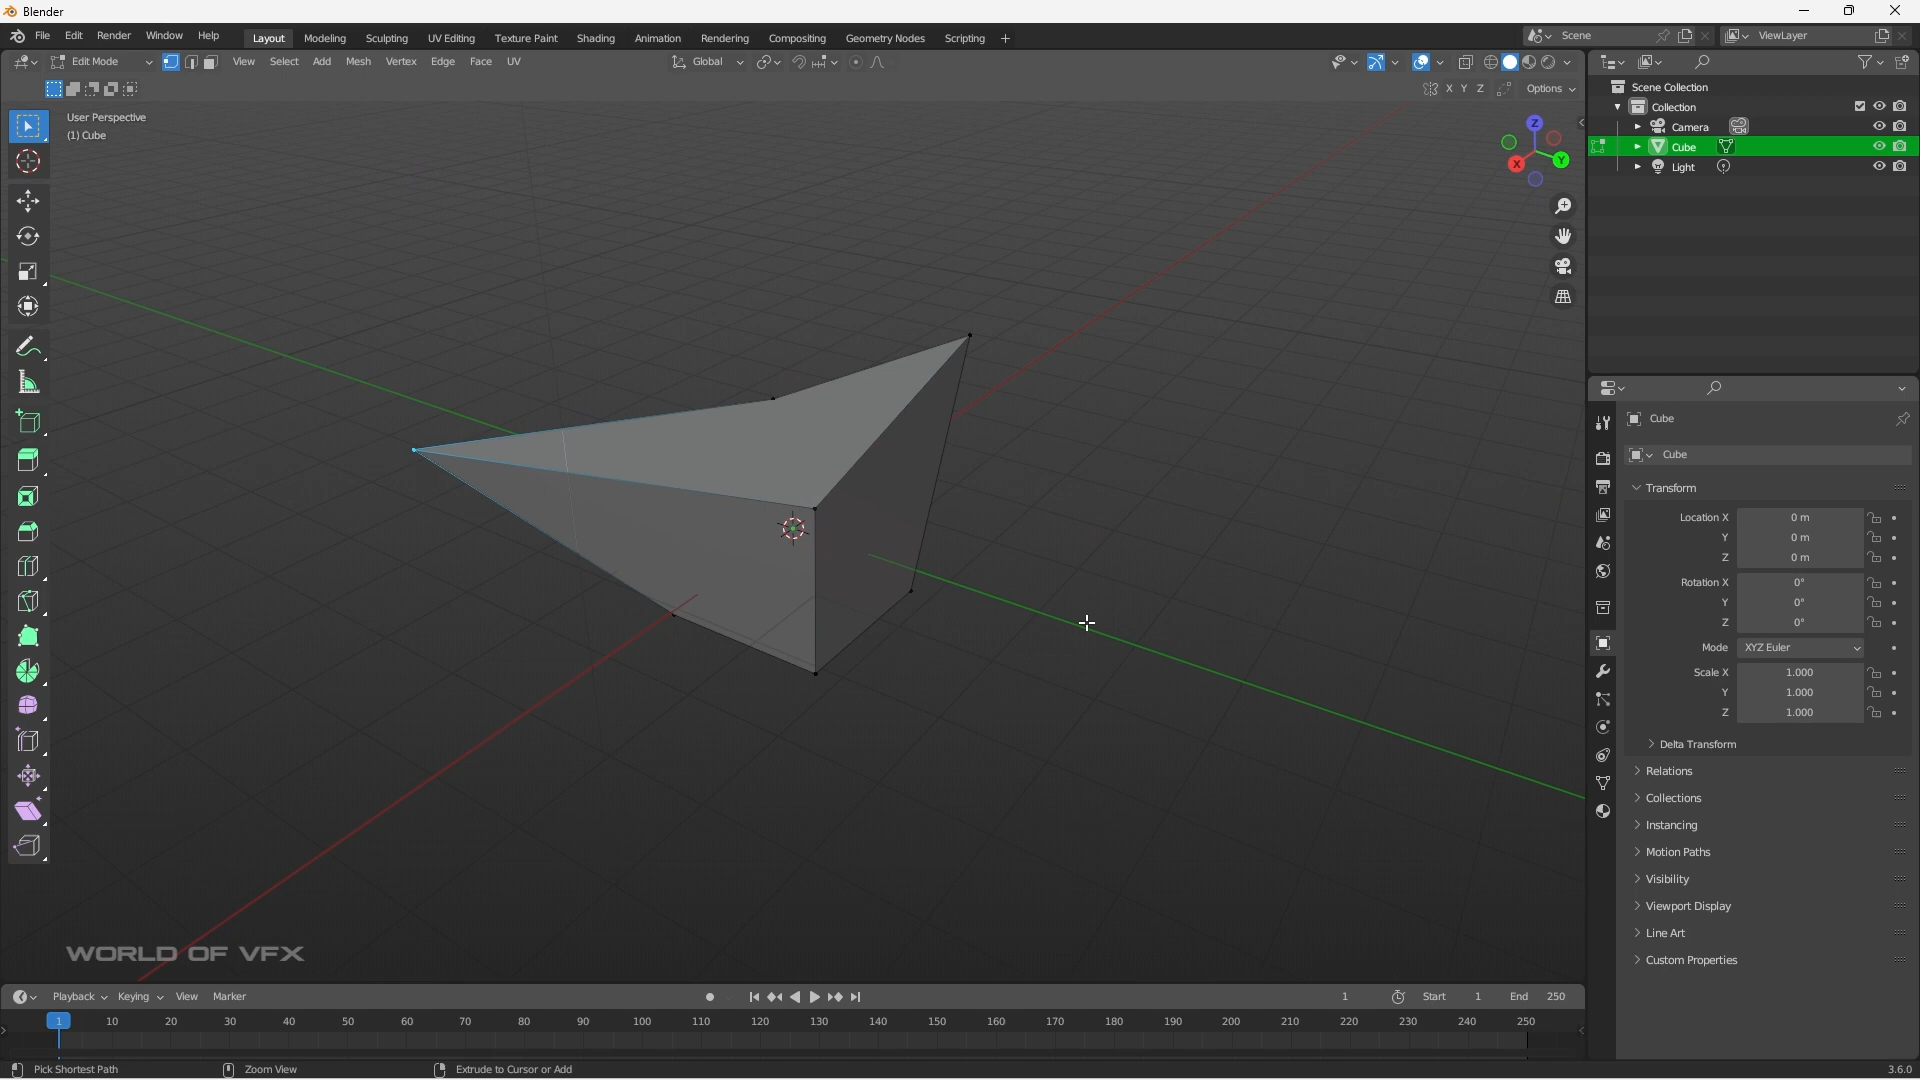 Blender
File Edit Render Window Help Layout Modeling Sculpting UV Editing Texture Paint Shading Animation Rendering Compositing Geometry Nodes Scripting + Scene ViewLayer
Edit Mode View Select Add Mesh Vertex Edge Face UV Global
X Y Z Options
User Perspective
(1) Cube
Z
X
Y
Scene Collection
Collection
Camera
Cube
Light
Cube
Cube
Transform
Location X 0 m
Y 0 m
Z 0 m
Rotation X 0°
Y 0°
Z 0°
Mode XYZ Euler
Scale X 1.000
Y 1.000
Z 1.000
Delta Transform
Relations
Collections
Instancing
Motion Paths
Visibility
Viewport Display
Line Art
Custom Properties
WORLD OF VFX
Playback Keying View Marker 1 Start 1 End 250
1 10 20 30 40 50 60 70 80 90 100 110 120 130 140 150 160 170 180 190 200 210 220 230 240 250
Pick Shortest Path Zoom View Extrude to Cursor or Add 3.6.0